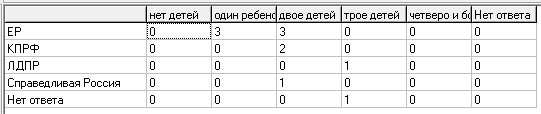 нет детей один ребено двое детей трое детей четверо и бо Нет ответа
ЕР 0 3 3 0 0 0
КПРФ 0 0 2 0 0 0
ЛДПР 0 0 0 1 0 0
Справедливая Россия 0 0 1 0 0 0
Нет ответа 0 0 0 1 0 0